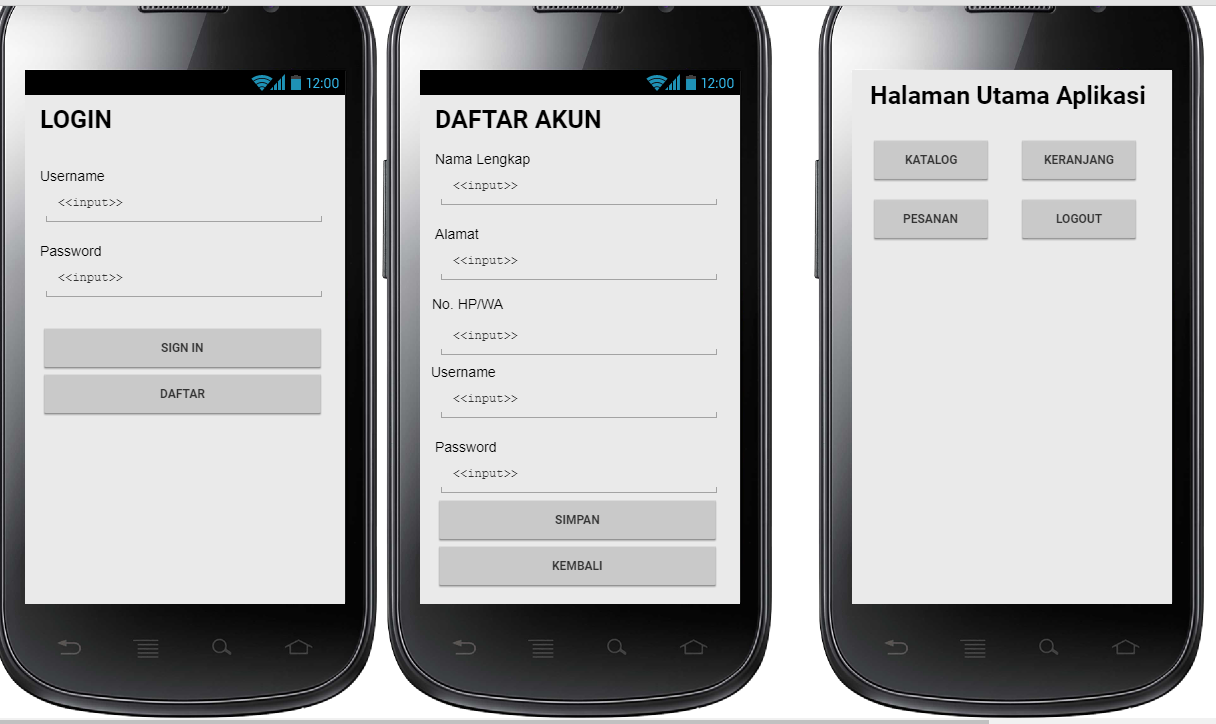 12:00
LOGIN
Username
<<input>>
Password
<<input>>
SIGN IN
DAFTAR
12:00
DAFTAR AKUN
Nama Lengkap
<<input>>
Alamat
<<input>>
No. HP/WA
<<input>>
Username
<<input>>
Password
<<input>>
SIMPAN
KEMBALI
Halaman Utama Aplikasi
KATALOG KERANJANG
PESANAN LOGOUT